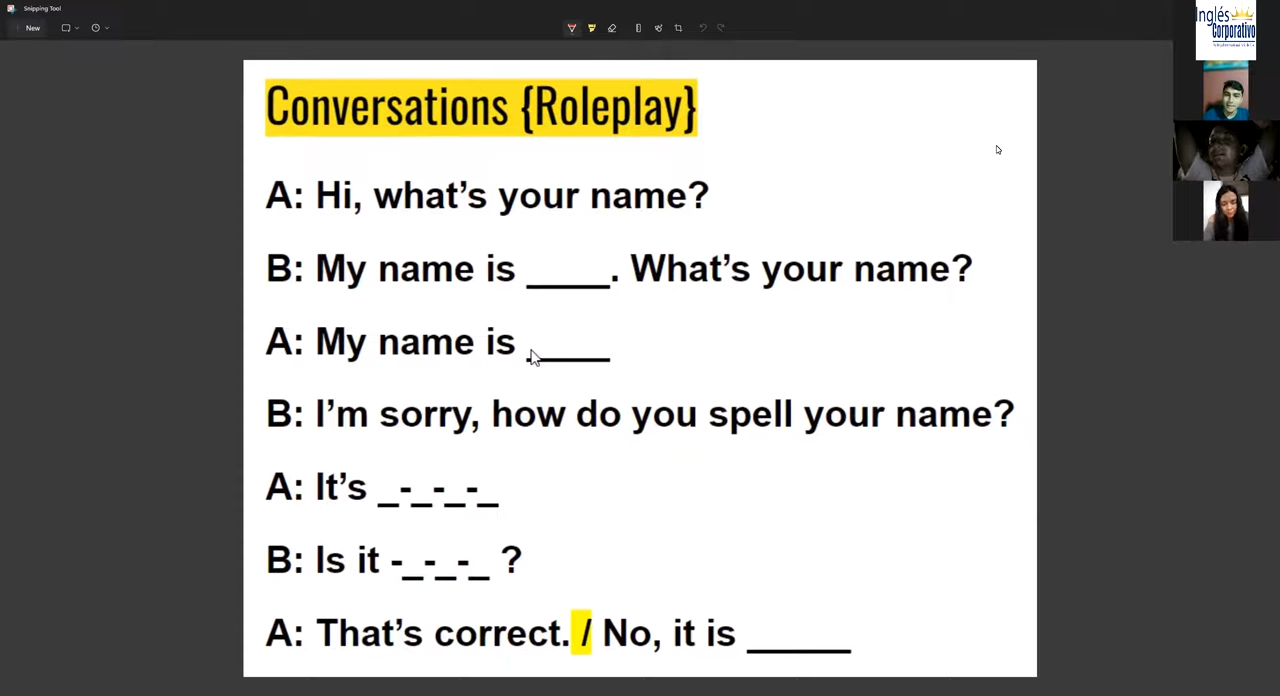 Snipping Tool
New
Inglés
Corporativo
Conversations {Roleplay}
A: Hi, what's your name?
B: My name is ____. What's your name?
A: My name is ____
B: I'm sorry, how do you spell your name?
A: It's _-_-_-_
B: Is it -_-_-_ ?
A: That's correct. / No, it is _____